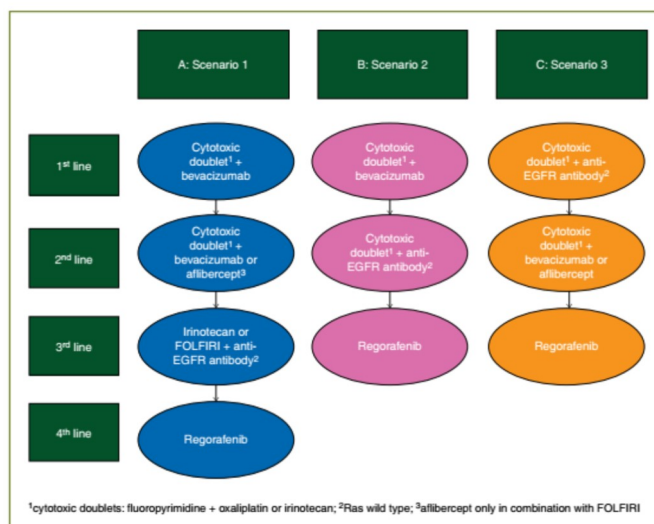 A: Scenario 1
B: Scenario 2
C: Scenario 3
1st line
Cytotoxic
doublet¹ +
bevacizumab
Cytotoxic
doublet¹ +
bevacizumab
Cytotoxic
doublet¹ + anti-
EGFR antibody²
2nd line
Cytotoxic
doublet¹ +
bevacizumab or
aflibercept³
Cytotoxic
doublet¹ + anti-
EGFR antibody²
Cytotoxic
doublet¹ +
bevacizumab or
aflibercept
3rd line
Irinotecan or
FOLFIRI + anti-
EGFR antibody²
Regorafenib
Regorafenib
4th line
Regorafenib
¹cytotoxic doublets: fluoropyrimidine + oxaliplatin or irinotecan; ²Ras wild type; ³aflibercept only in combination with FOLFIRI